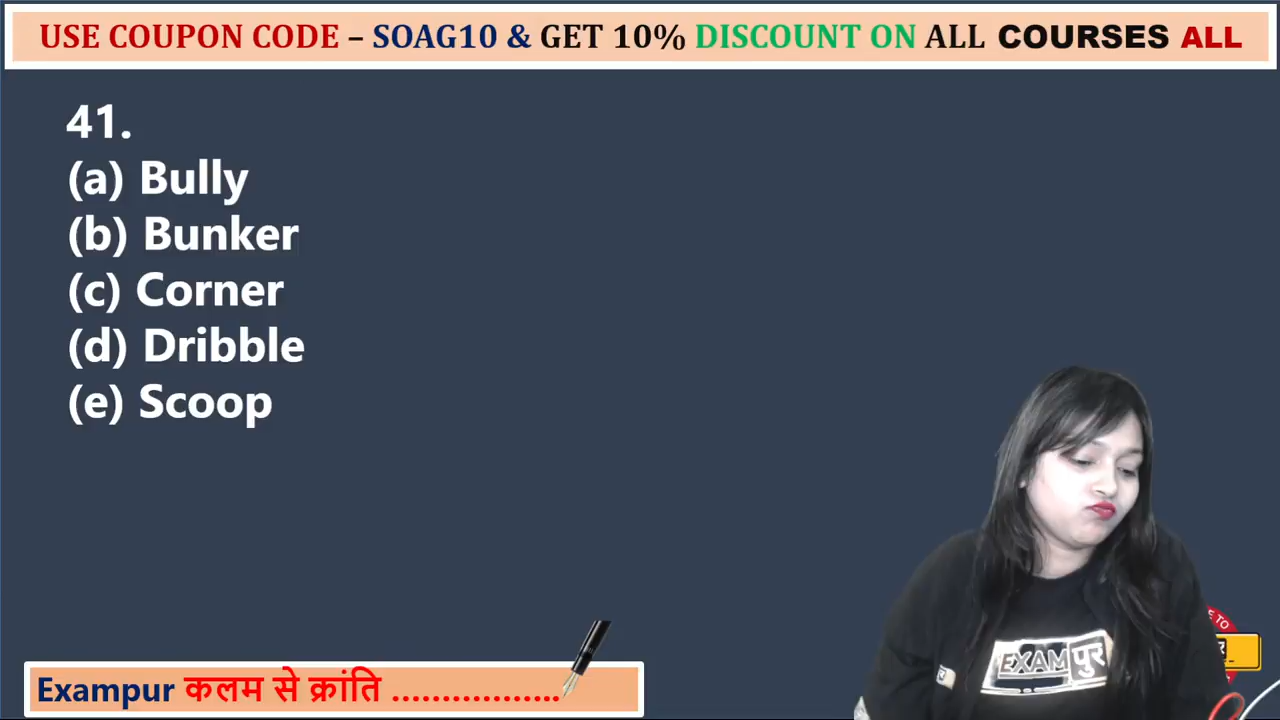 USE COUPON CODE – SOAG10 & GET 10% DISCOUNT ON ALL COURSES ALL
41.
(a) Bully
(b) Bunker
(c) Corner
(d) Dribble
(e) Scoop
EXAMपुर
E TO
Exampur कलम से क्रांति .................